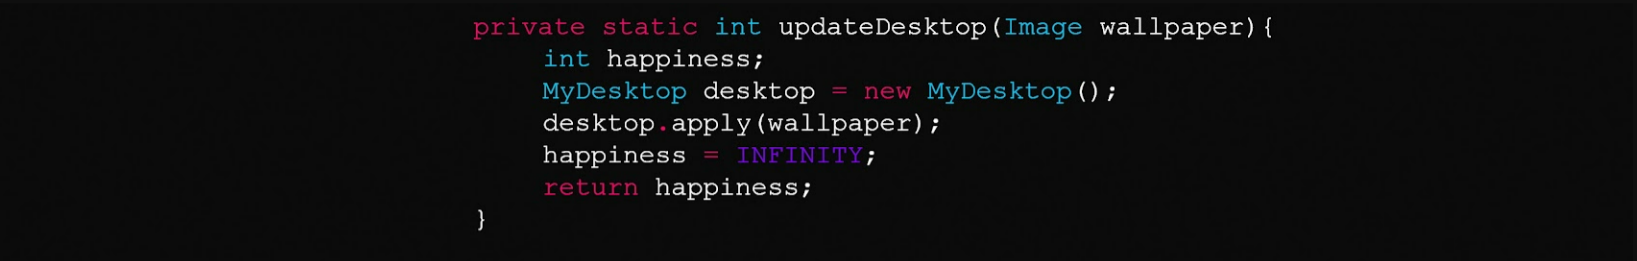 private static int updateDesktop(Image wallpaper){
int happiness;
MyDesktop desktop = new MyDesktop();
desktop.apply(wallpaper);
happiness = INFINITY;
return happiness;
}